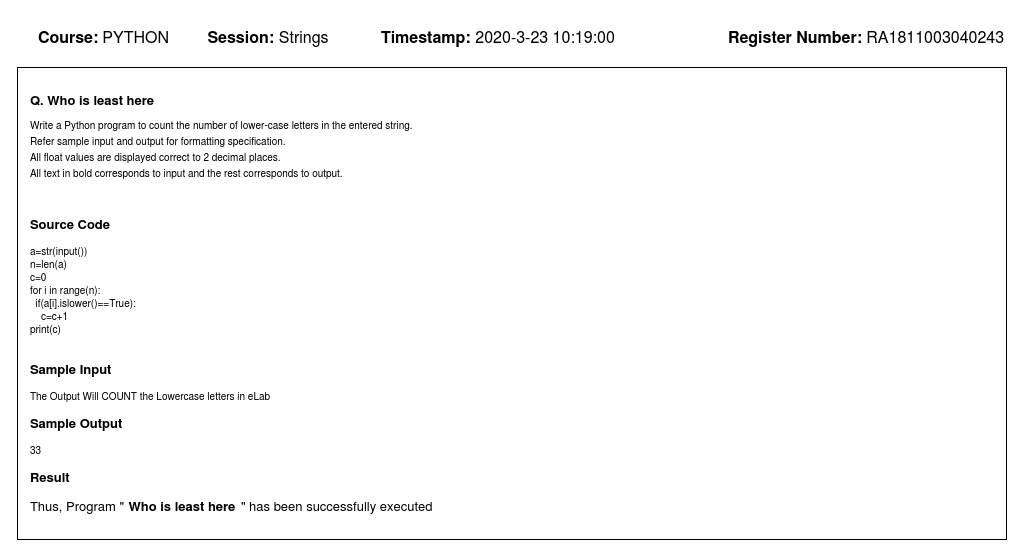 Course: PYTHON Session: Strings Timestamp: 2020-3-23 10:19:00 Register Number: RA1811003040243
Q. Who is least here
Write a Python program to count the number of lower-case letters in the entered string.
Refer sample input and output for formatting specification.
All float values are displayed correct to 2 decimal places.
All text in bold corresponds to input and the rest corresponds to output.
Source Code
a=str(input())
n=len(a)
c=0
for i in range(n):
  if(a[i].islower()==True):
    c=c+1
print(c)
Sample Input
The Output Will COUNT the Lowercase letters in eLab
Sample Output
33
Result
Thus, Program " Who is least here " has been successfully executed